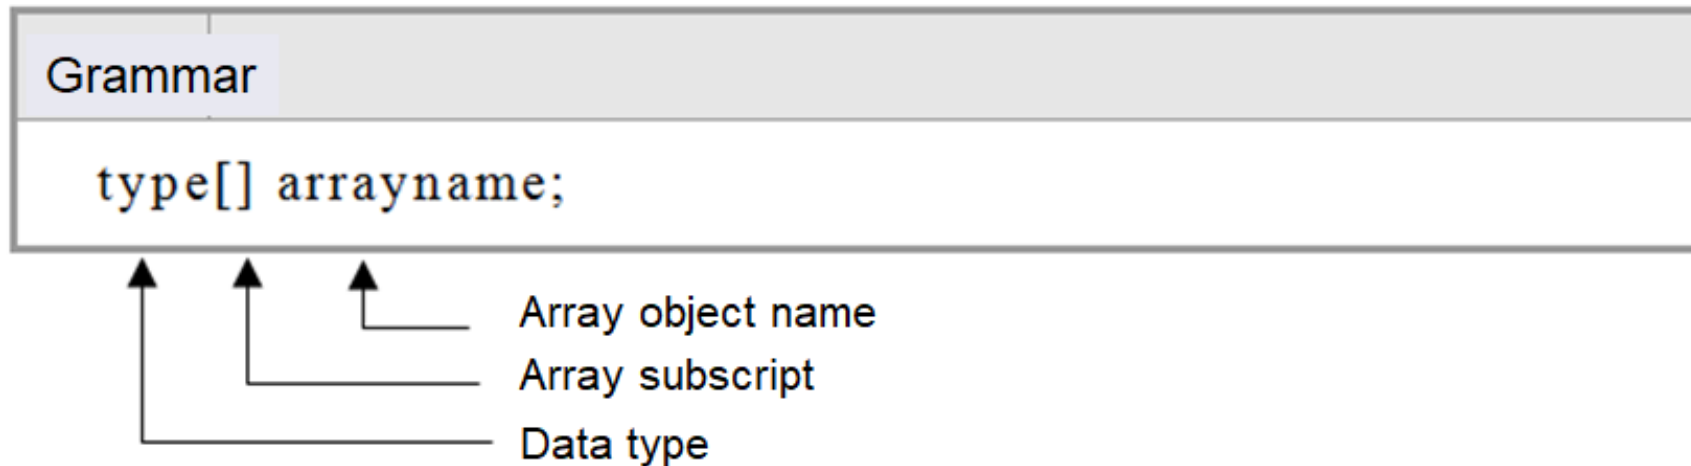 Grammar
type[] arrayname;
Array object name
Array subscript
Data type